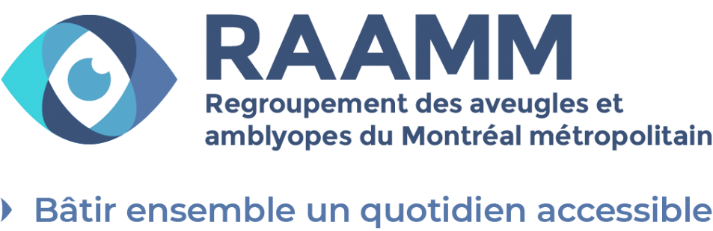 RAAMM
Regroupement des aveugles et
amblyopes du Montréal métropolitain
Bâtir ensemble un quotidien accessible